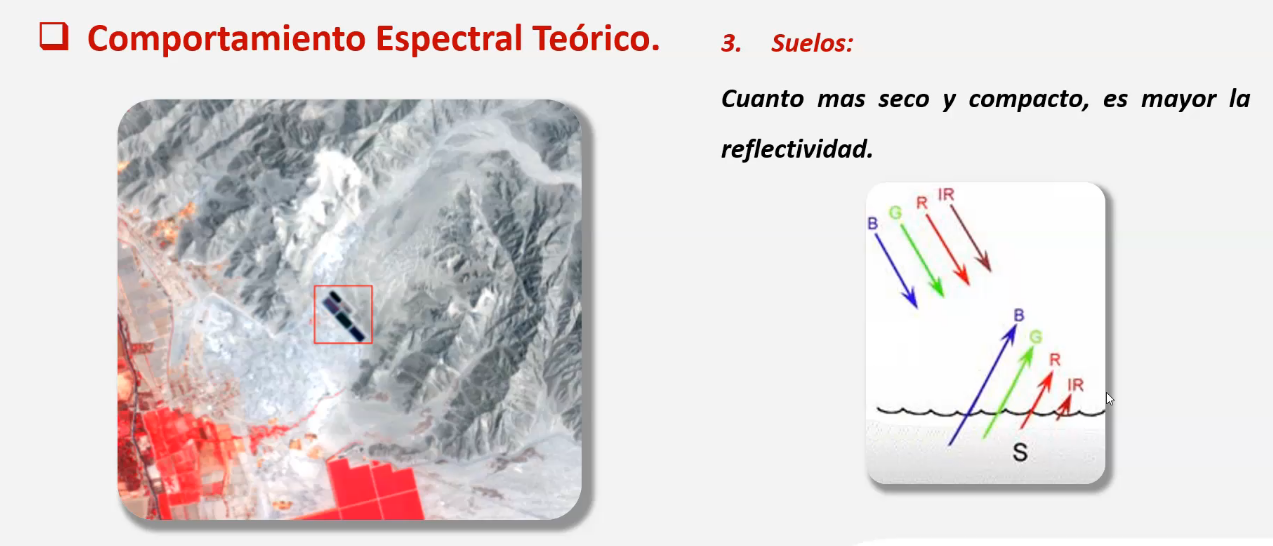 Comportamiento Espectral Teórico.
3. Suelos:
Cuanto mas seco y compacto, es mayor la
reflectividad.
B G R IR
B
G
R
IR
S